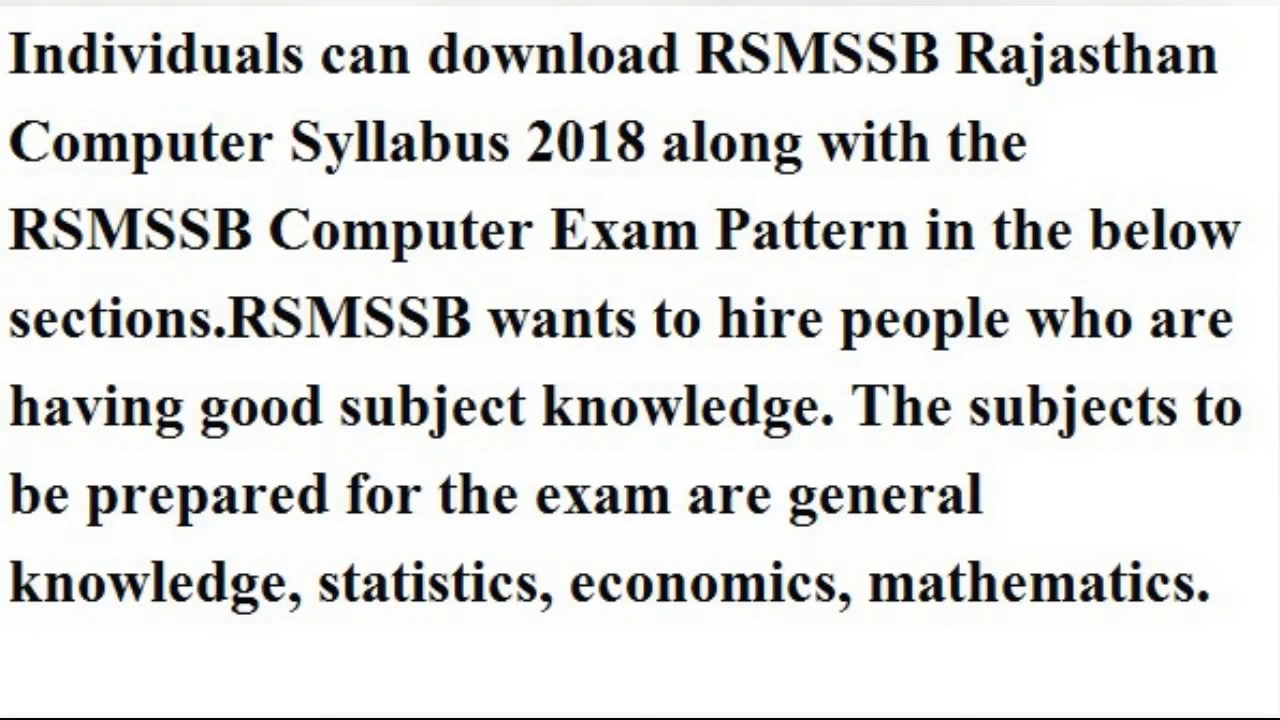 Individuals can download RSMSSB Rajasthan
Computer Syllabus 2018 along with the
RSMSSB Computer Exam Pattern in the below
sections.RSMSSB wants to hire people who are
having good subject knowledge. The subjects to
be prepared for the exam are general
knowledge, statistics, economics, mathematics.